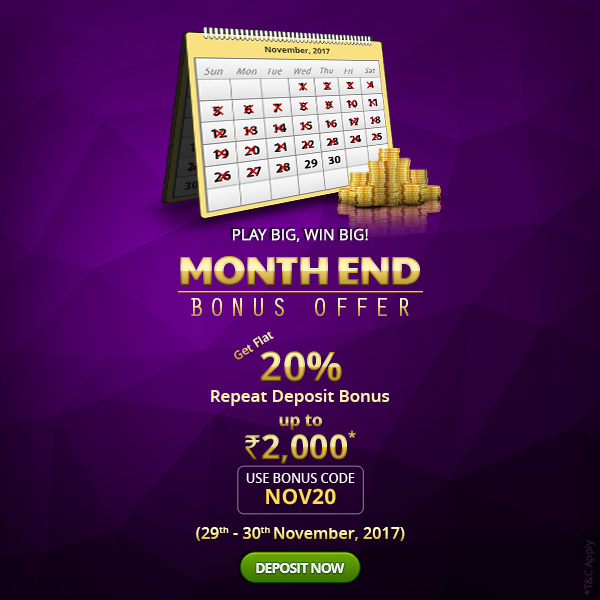 November, 2017
Sun Mon Tue Wed Thu Fri Sat
1 2 3 4
5 6 7 8 9 10 11
12 13 14 15 16 17 18
19 20 21 22 23 24 25
26 27 28 29 30
30
PLAY BIG, WIN BIG!
MONTH END
BONUS OFFER
Get Flat
20%
Repeat Deposit Bonus
up to
₹2,000*
USE BONUS CODE
NOV20
(29th - 30th November, 2017)
DEPOSIT NOW
*T&C Apply